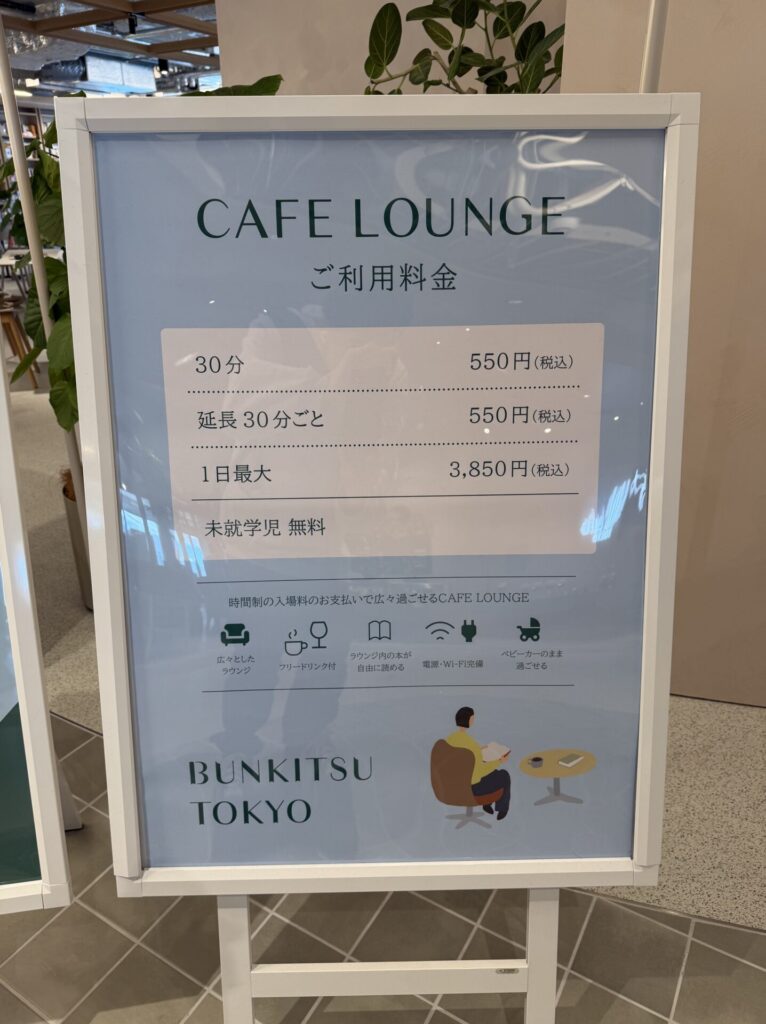 CAFE LOUNGE
ご利用料金
30分 550円(税込)
延長30分ごと 550円(税込)
1日最大 3,850円(税込)
未就学児 無料
時間制の入場料のお支払いで広々過ごせるCAFE LOUNGE
広々とした
ラウンジ
フリードリンク付
ラウンジ内の本が
自由に読める
電源・Wi-Fi完備
ベビーカーのまま
過ごせる
BUNKITSU
TOKYO